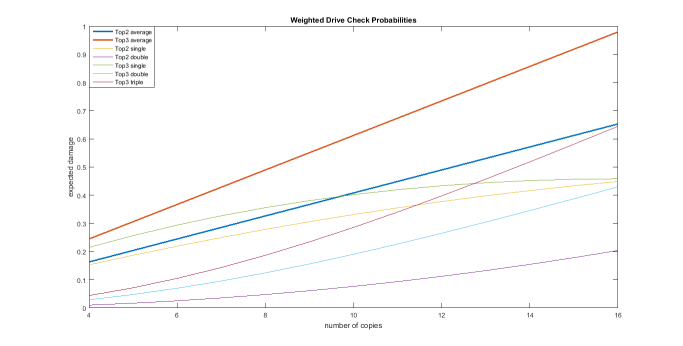 Weighted Drive Check Probabilities
1
0.9
0.8
0.7
0.6
0.5
0.4
0.3
0.2
0.1
0
expected damage
Top2 average
Top3 average
Top2 single
Top2 double
Top3 single
Top3 double
Top3 triple
4
6
8
10
12
14
16
number of copies